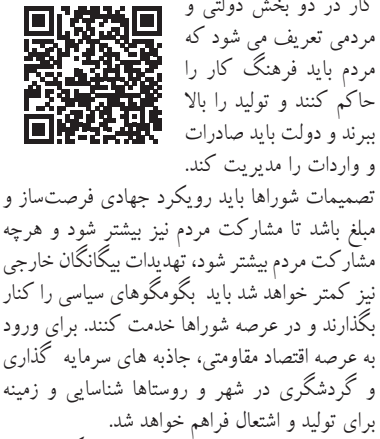 کار در دو بخش دولتی و
مردمی تعریف می شود که
مردم باید فرهنگ کار را
حاکم کنند و تولید را بالا
ببرند و دولت باید صادرات
و واردات را مدیریت کند.
تصمیمات شوراها باید رویکرد جهادی فرصت‌ساز و
مبلغ باشد تا مشارکت مردم نیز بیشتر شود و هرچه
مشارکت مردم بیشتر شود، تهدیدات بیگانگان خارجی
نیز کمتر خواهد شد باید بگومگوهای سیاسی را کنار
بگذارند و در عرصه شوراها خدمت کنند. برای ورود
به عرصه اقتصاد مقاومتی، جاذبه های سرمایه گذاری
و گردشگری در شهر و روستاها شناسایی و زمینه
برای تولید و اشتعال فراهم خواهد شد.